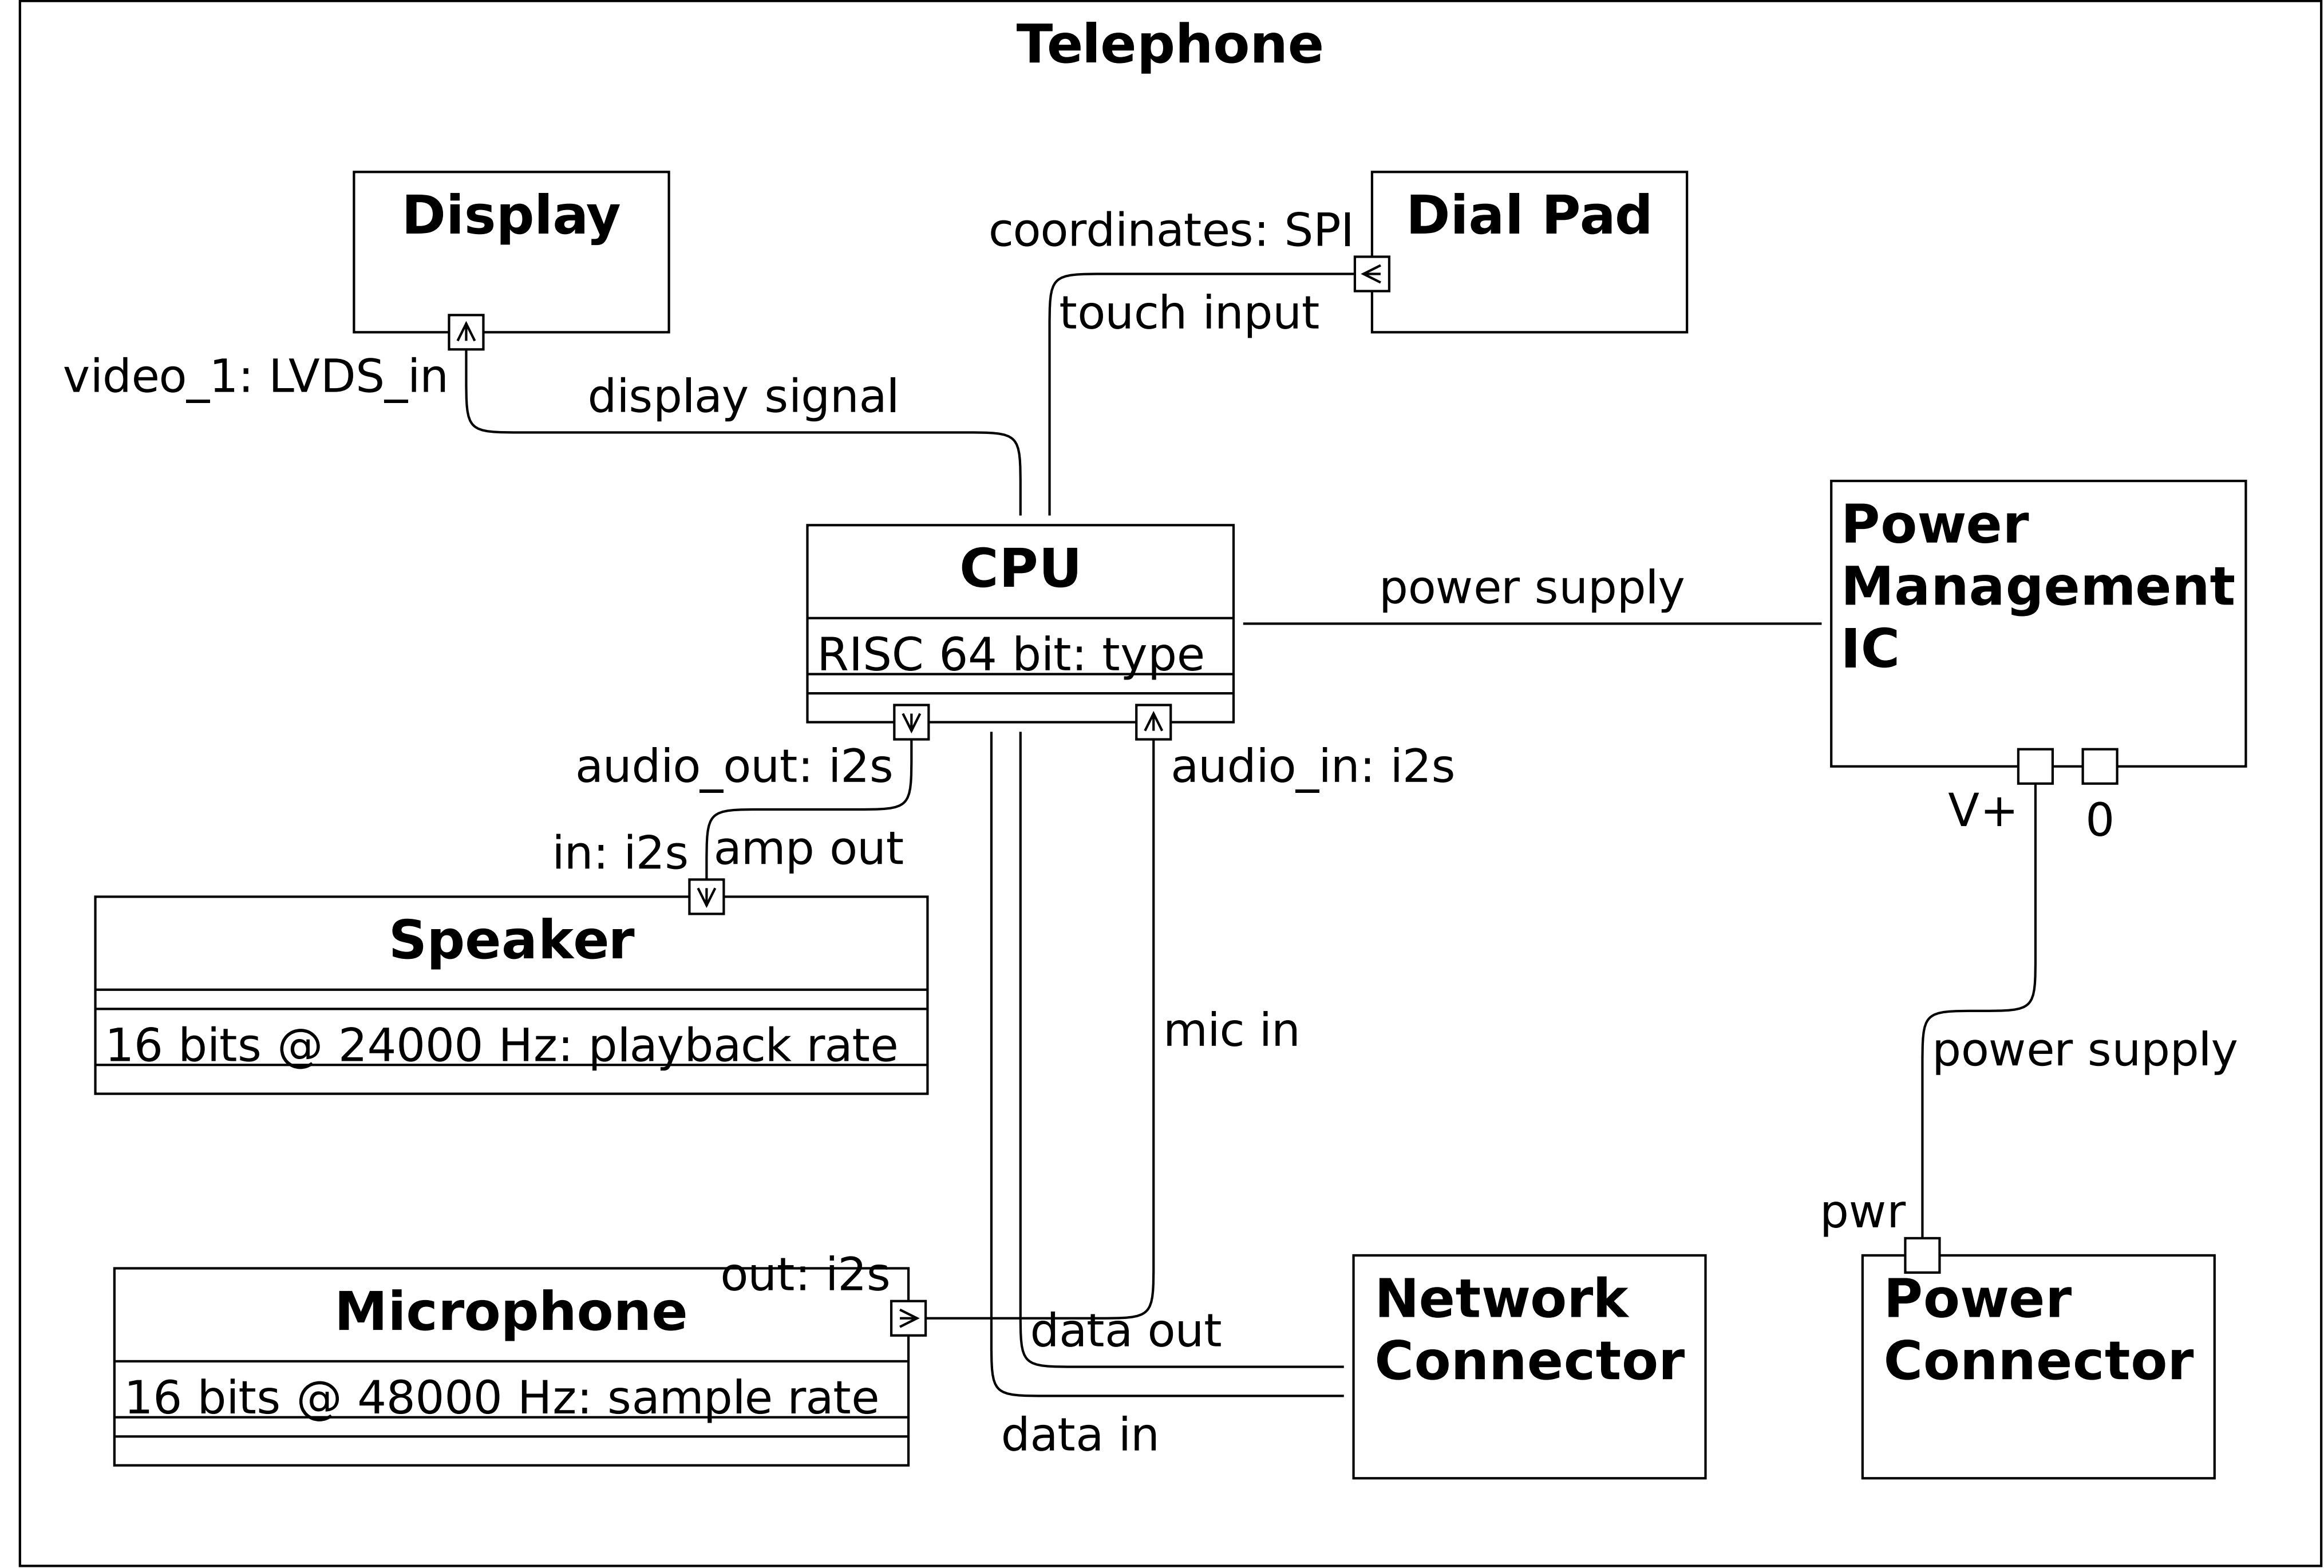 Telephone
Display
Dial Pad
coordinates: SPI
touch input
video_1: LVDS_in
display signal
CPU
RISC 64 bit: type
power supply
Power
Management
IC
audio_out: i2s
audio_in: i2s
V+
0
in: i2s
amp out
Speaker
16 bits @ 24000 Hz: playback rate
mic in
power supply
pwr
out: i2s
Microphone
16 bits @ 48000 Hz: sample rate
data out
data in
Network
Connector
Power
Connector